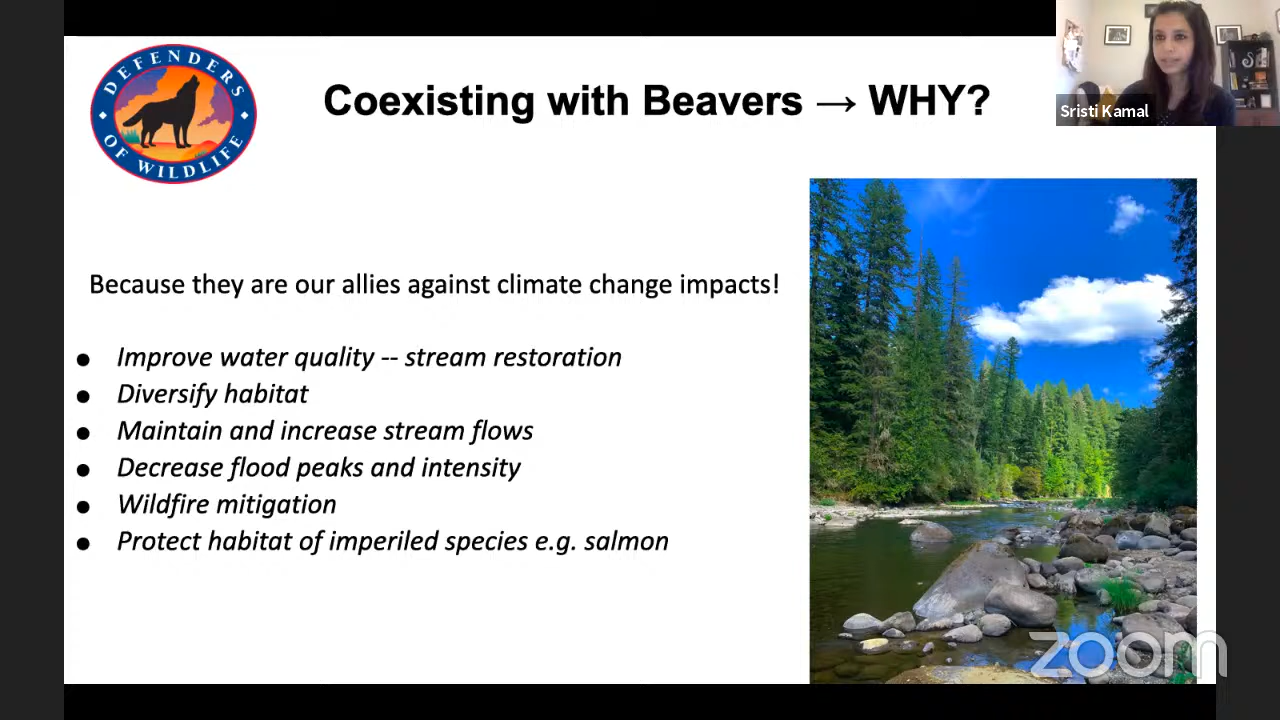 DEFENDERS
OF WILDLIFE
Coexisting with Beavers → WHY?
Sristi Kamal
Because they are our allies against climate change impacts!
● Improve water quality -- stream restoration
● Diversify habitat
● Maintain and increase stream flows
● Decrease flood peaks and intensity
● Wildfire mitigation
● Protect habitat of imperiled species e.g. salmon
zoom